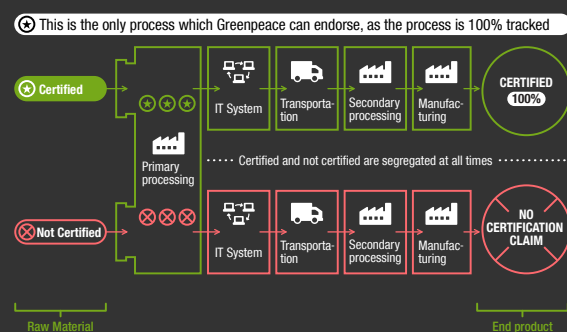 This is the only process which Greenpeace can endorse, as the process is 100% tracked
Certified
IT System
Transporta-
tion
Secondary
processing
Manufac-
turing
CERTIFIED
100%
Primary
processing
Certified and not certified are segregated at all times
Not Certified
IT System
Transporta-
tion
Secondary
processing
Manufac-
turing
NO
CERTIFICATION
CLAIM
Raw Material
End product